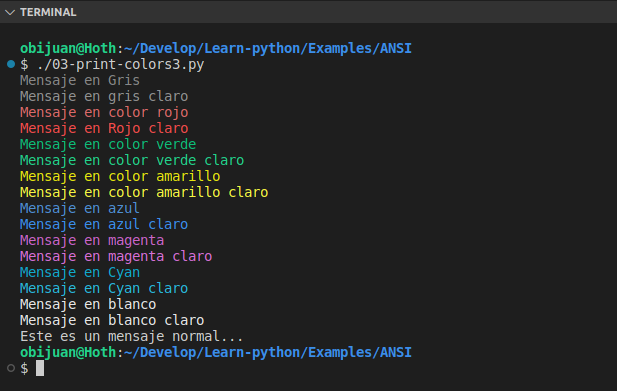 TERMINAL
obijuan@Hoth:~/Develop/Learn-python/Examples/ANSI
$ ./03-print-colors3.py
Mensaje en Gris
Mensaje en gris claro
Mensaje en color rojo
Mensaje en Rojo claro
Mensaje en color verde
Mensaje en color verde claro
Mensaje en color amarillo
Mensaje en color amarillo claro
Mensaje en azul
Mensaje en azul claro
Mensaje en magenta
Mensaje en magenta claro
Mensaje en Cyan
Mensaje en Cyan claro
Mensaje en blanco
Mensaje en blanco claro
Este es un mensaje normal...
obijuan@Hoth:~/Develop/Learn-python/Examples/ANSI
$